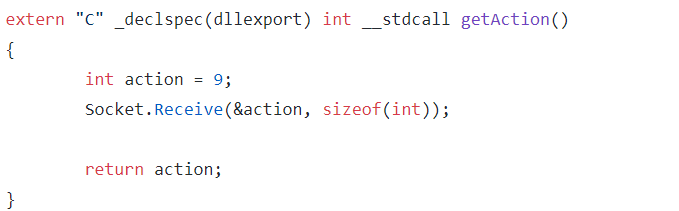 extern "C" _declspec(dllexport) int __stdcall getAction()
{
        int action = 9;
        Socket.Receive(&action, sizeof(int));

        return action;
}